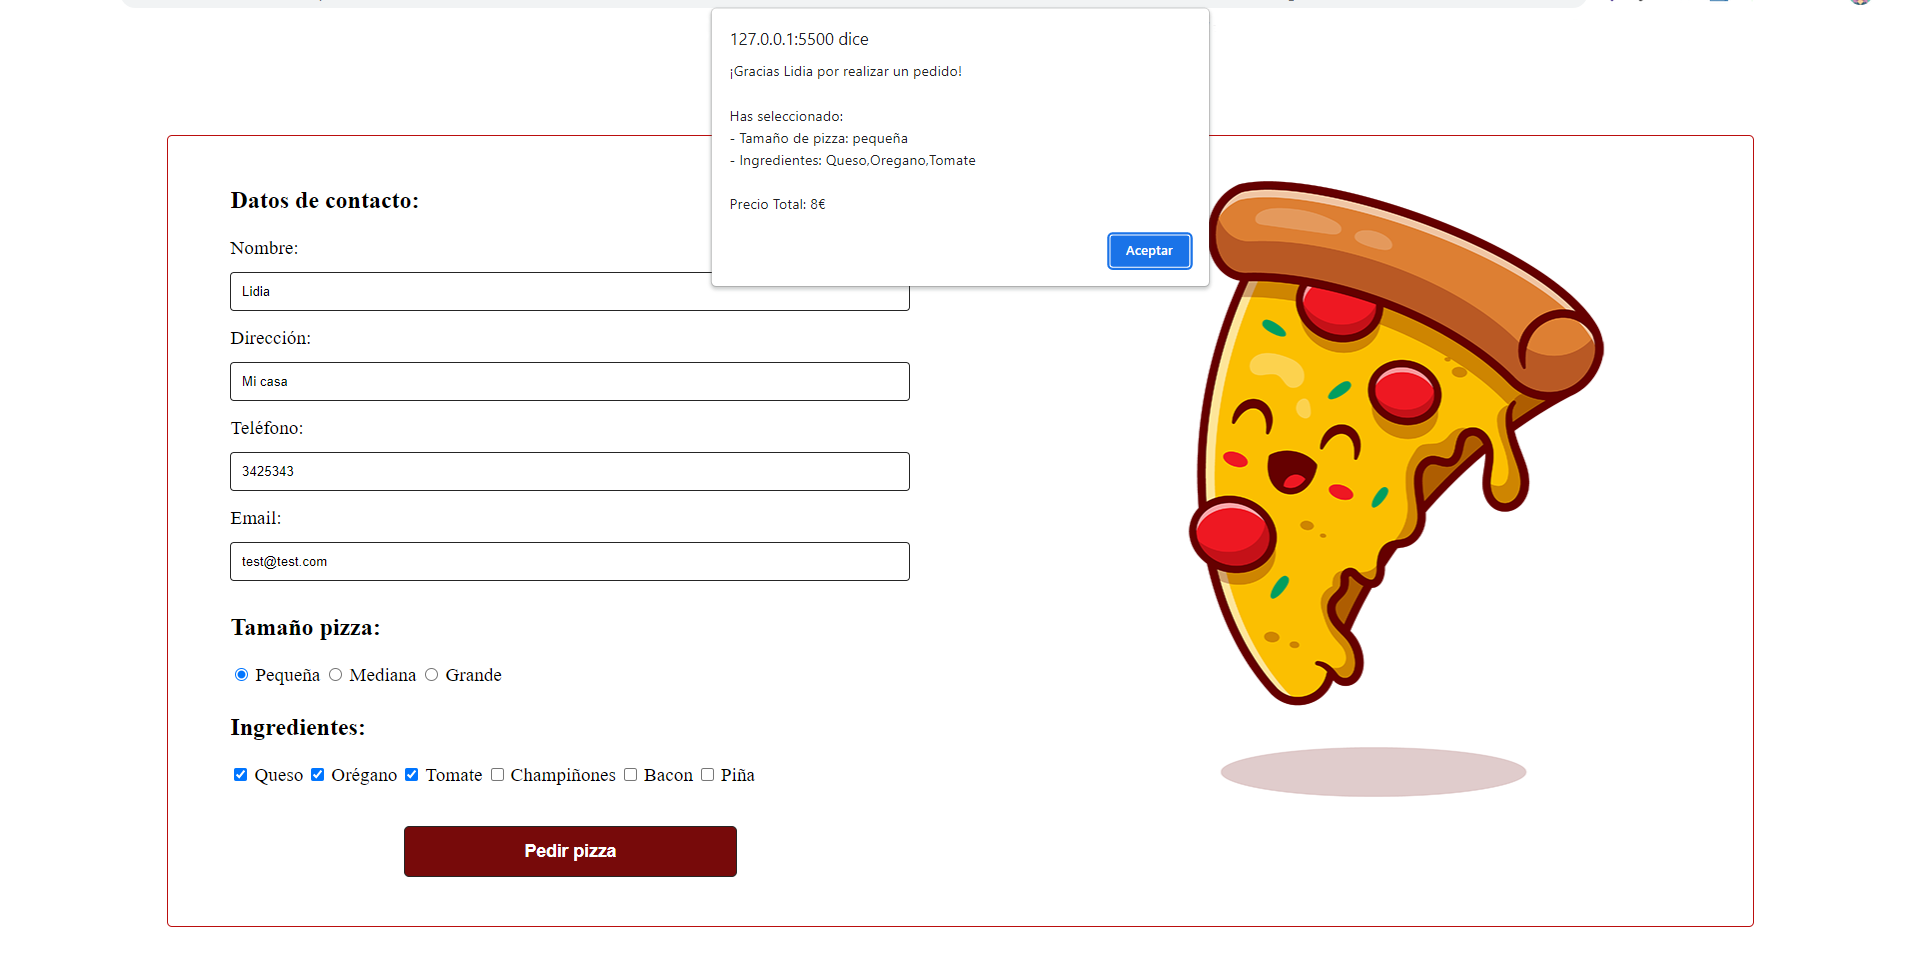 127.0.0.1:5500 dice
¡Gracias Lidia por realizar un pedido!
Has seleccionado:
- Tamaño de pizza: pequeña
- Ingredientes: Queso,Oregano,Tomate
Precio Total: 8€
Aceptar
Datos de contacto:
Nombre:
Lidia
Dirección:
Mi casa
Teléfono:
3425343
Email:
test@test.com
Tamaño pizza:
Pequeña Mediana Grande
Ingredientes:
Queso Orégano Tomate Champiñones Bacon Piña
Pedir pizza